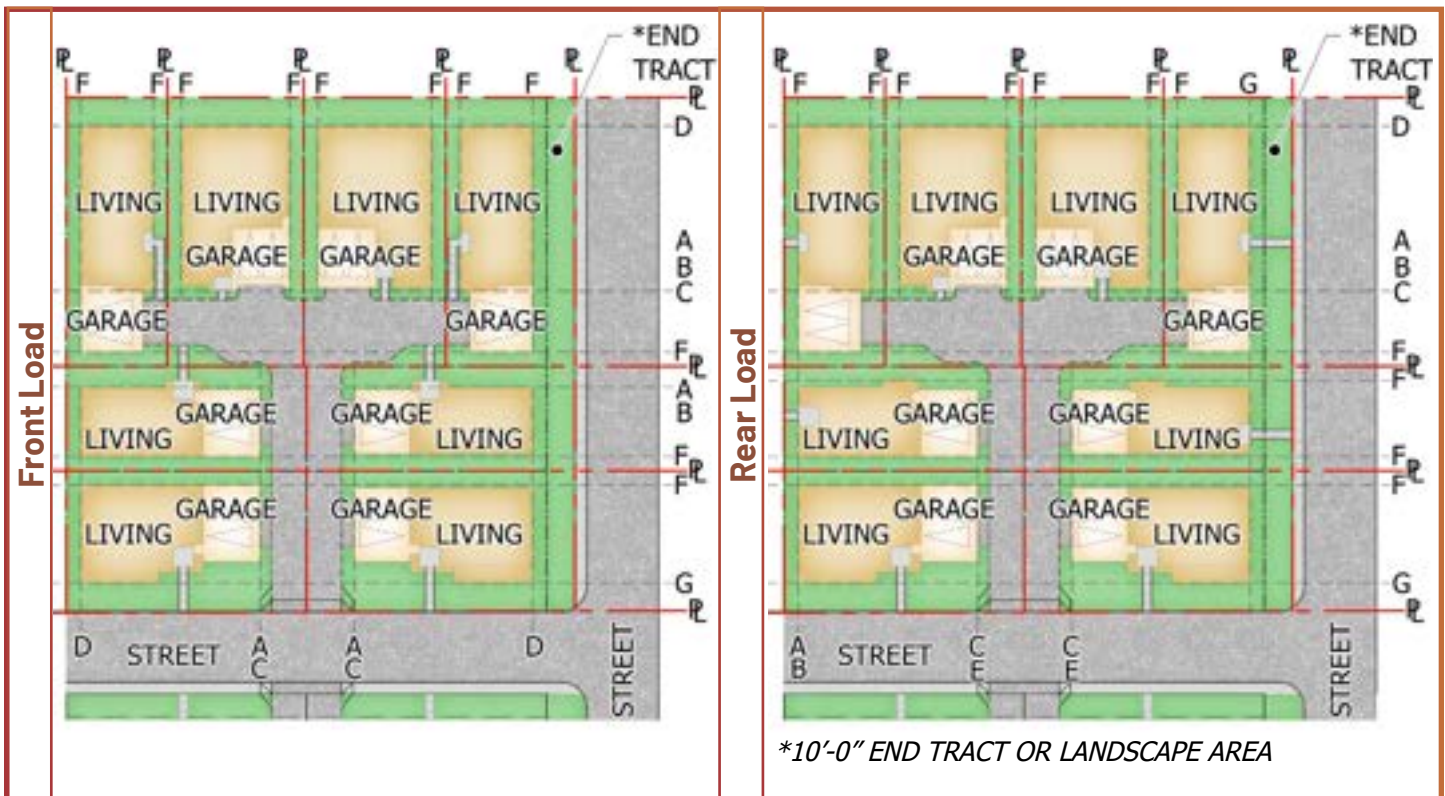 Front Load
*END
TRACT
℄ ℄ ℄ ℄
F F F F F F F F
℄
D
LIVING LIVING LIVING LIVING
GARAGE GARAGE
A
B
C
GARAGE GARAGE
F
℄
F
A
B
GARAGE GARAGE
LIVING LIVING
F
℄
F
GARAGE GARAGE
LIVING LIVING
G
℄
D STREET A C A C D
STREET
Rear Load
*END
TRACT
℄ ℄ ℄ ℄
F F F F F F F G
℄
D
LIVING LIVING LIVING LIVING
GARAGE GARAGE
A
B
C
GARAGE
F
℄
F
GARAGE GARAGE
LIVING LIVING
F
℄
F
GARAGE GARAGE
LIVING LIVING
G
℄
A B STREET C E C E
STREET
*10'-0" END TRACT OR LANDSCAPE AREA